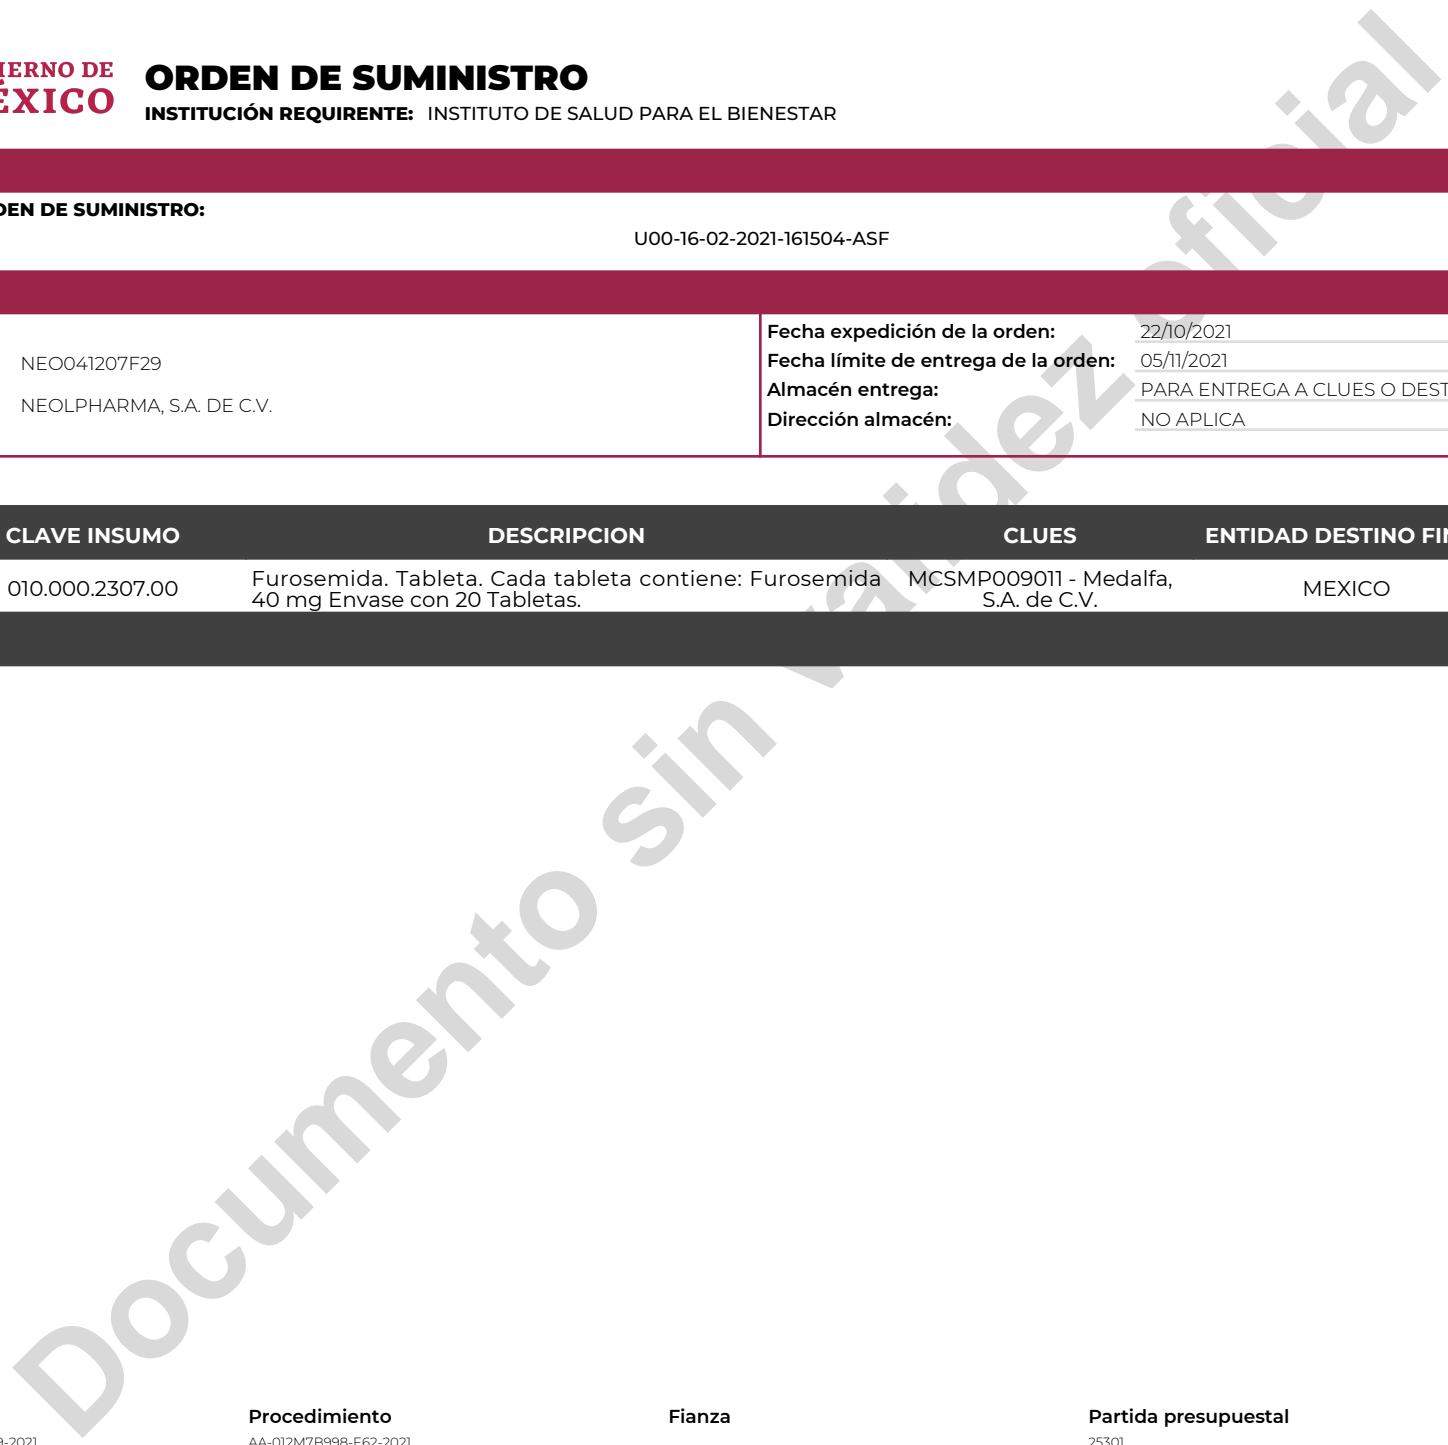 ORDEN DE SUMINISTRO
INSTITUCIÓN REQUIRENTE: INSTITUTO DE SALUD PARA EL BIENESTAR
IERNO DE
ÉXICO
DEN DE SUMINISTRO:
U00-16-02-2021-161504-ASF
NEO041207F29
NEOLPHARMA, S.A. DE C.V.
Fecha expedición de la orden: 22/10/2021
Fecha límite de entrega de la orden: 05/11/2021
Almacén entrega: PARA ENTREGA A CLUES O DEST
Dirección almacén: NO APLICA
CLAVE INSUMO DESCRIPCION CLUES ENTIDAD DESTINO FIN
010.000.2307.00
Furosemida. Tableta. Cada tableta contiene: Furosemida
40 mg Envase con 20 Tabletas.
MCSMP009011 - Medalfa,
S.A. de C.V.
MEXICO
Documento sin validez oficial
Procedimiento Fianza Partida presupuestal
9-2021 AA-012M7B998-E62-2021 25301